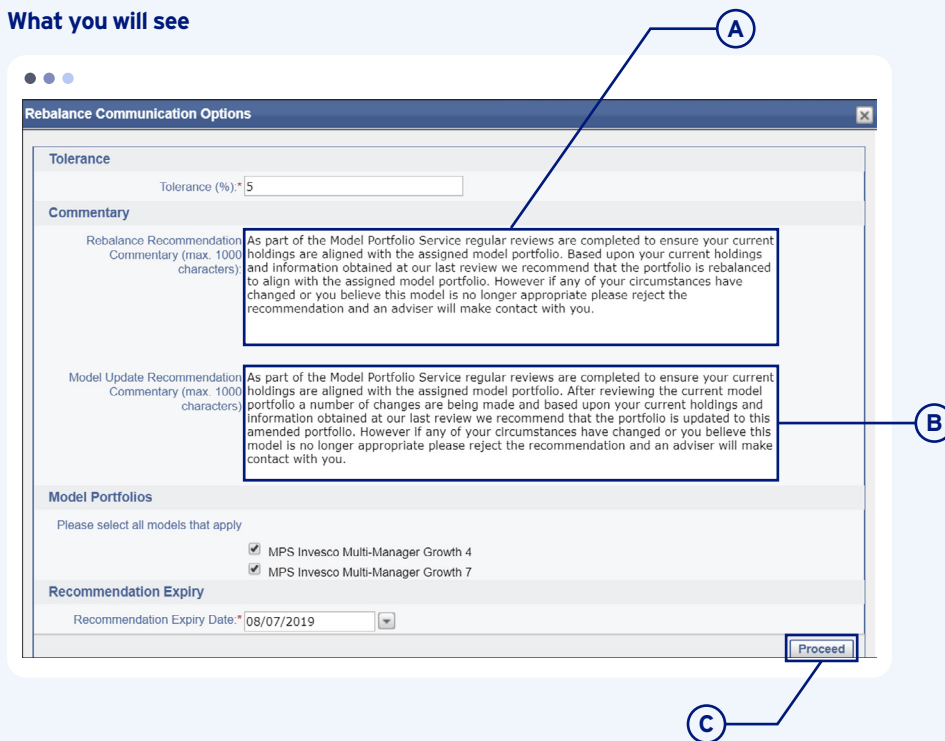 What you will see
A
Rebalance Communication Options
Tolerance
Tolerance (%):* 5
Commentary
Rebalance Recommendation
Commentary (max. 1000
characters):
As part of the Model Portfolio Service regular reviews are completed to ensure your current
holdings are aligned with the assigned model portfolio. Based upon your current holdings
and information obtained at our last review we recommend that the portfolio is rebalanced
to align with the assigned model portfolio. However if any of your circumstances have
changed or you believe this model is no longer appropriate please reject the
recommendation and an adviser will make contact with you.
Model Update Recommendation
Commentary (max. 1000
characters)
As part of the Model Portfolio Service regular reviews are completed to ensure your current
holdings are aligned with the assigned model portfolio. After reviewing the current model
portfolio a number of changes are being made and based upon your current holdings and
information obtained at our last review we recommend that the portfolio is updated to this
amended portfolio. However if any of your circumstances have changed or you believe this
model is no longer appropriate please reject the recommendation and an adviser will make
contact with you.
B
Model Portfolios
Please select all models that apply
MPS Invesco Multi-Manager Growth 4
MPS Invesco Multi-Manager Growth 7
Recommendation Expiry
Recommendation Expiry Date:* 08/07/2019
Proceed
C